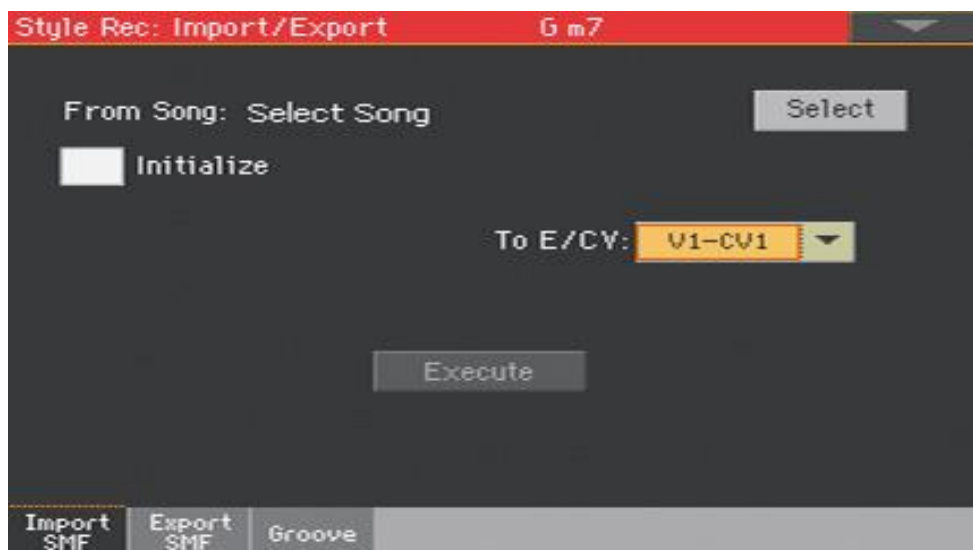 Style Rec: Import/Export G m7
From Song: Select Song Select
Initialize
To E/CV: V1-CV1
Execute
Import SMF Export SMF Groove